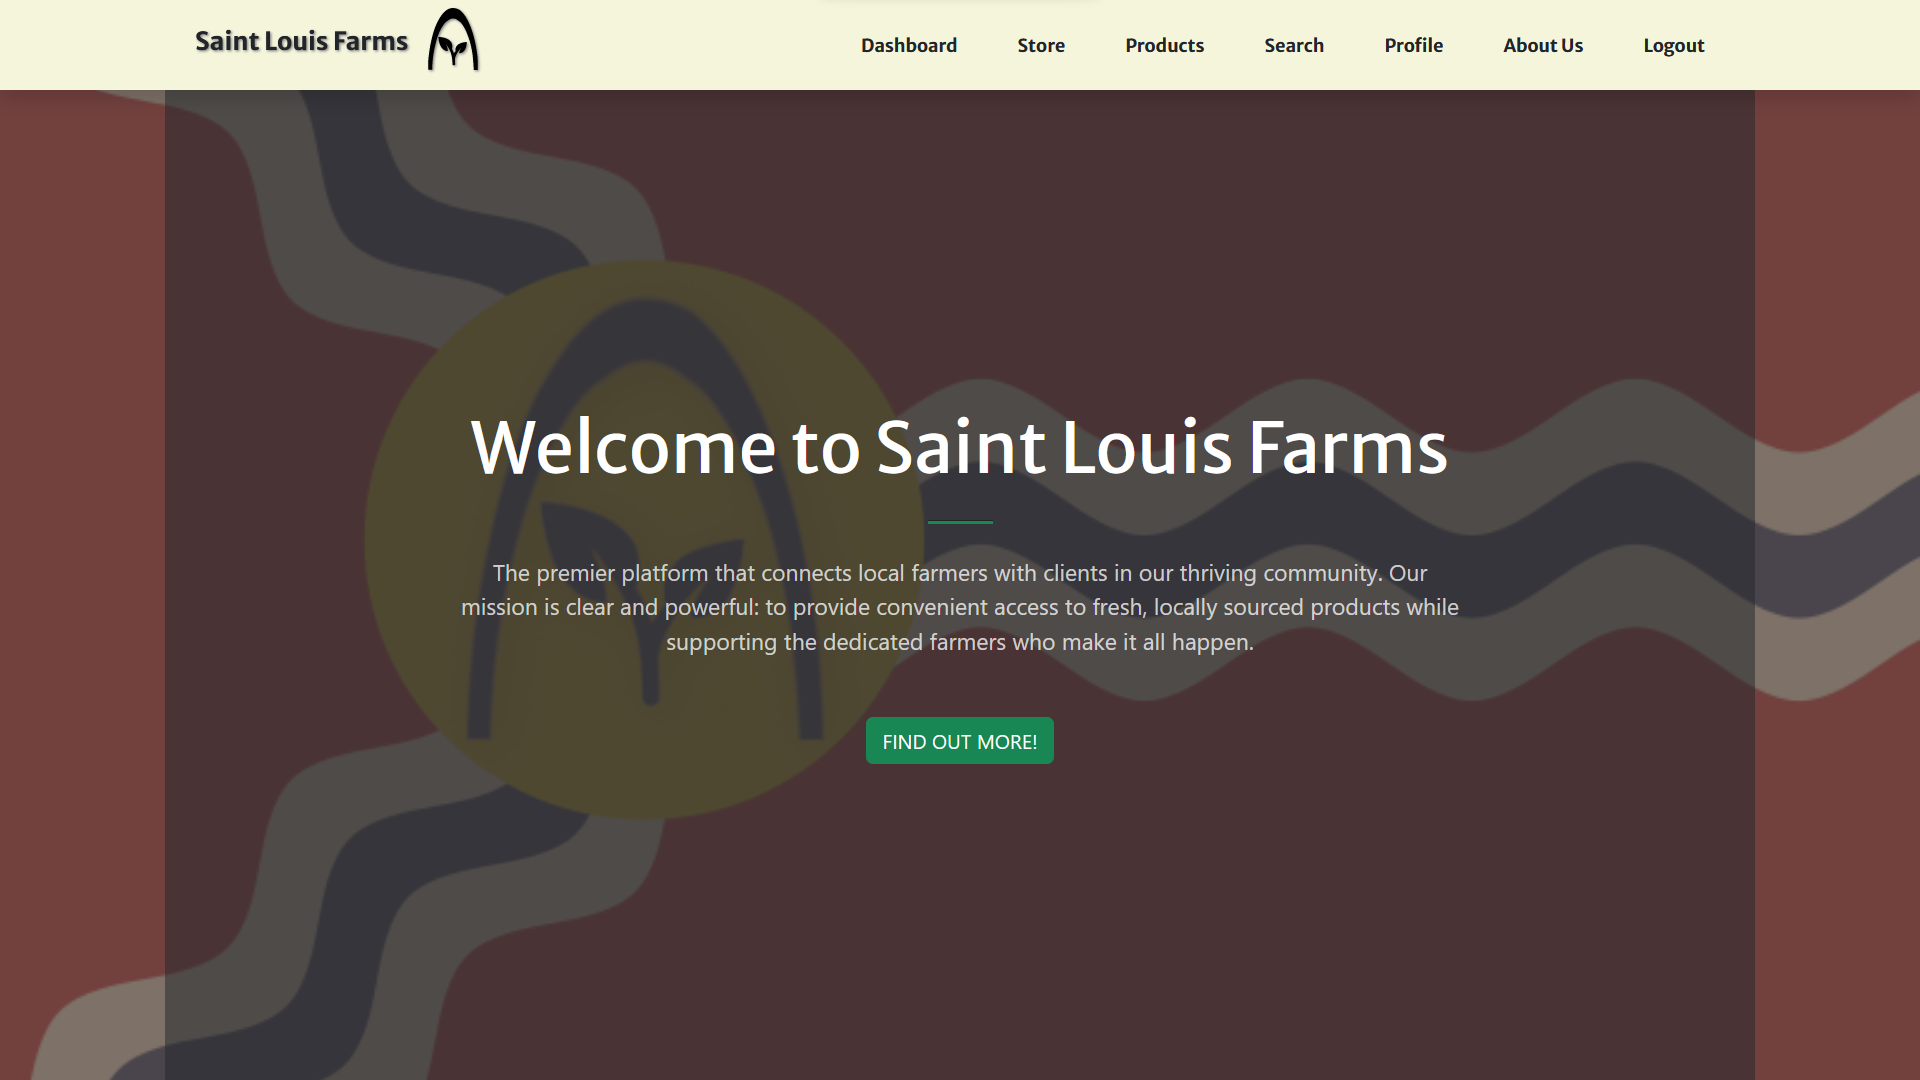 Saint Louis Farms
Dashboard
Store
Products
Search
Profile
About Us
Logout
Welcome to Saint Louis Farms
The premier platform that connects local farmers with clients in our thriving community. Our
mission is clear and powerful: to provide convenient access to fresh, locally sourced products while
supporting the dedicated farmers who make it all happen.
FIND OUT MORE!